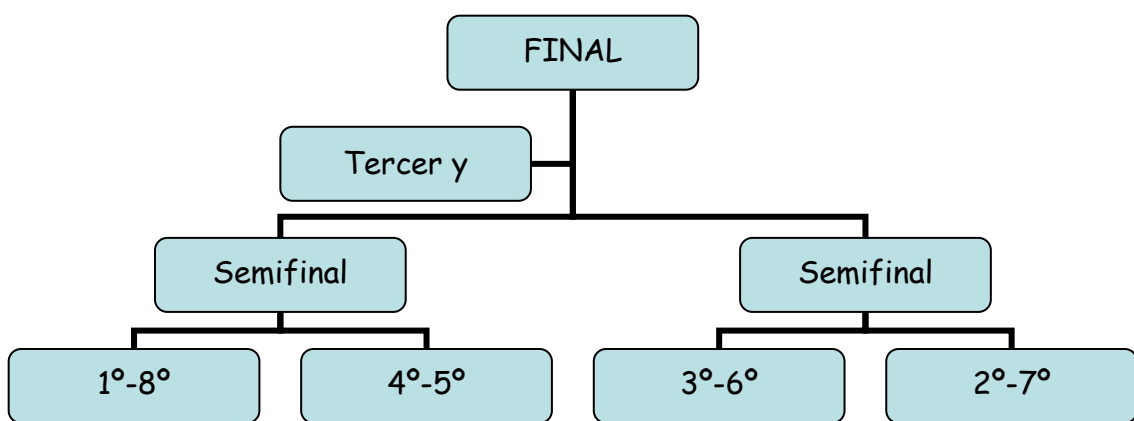 FINAL
Tercer y
Semifinal
Semifinal
1º-8º
4º-5º
3º-6º
2º-7º